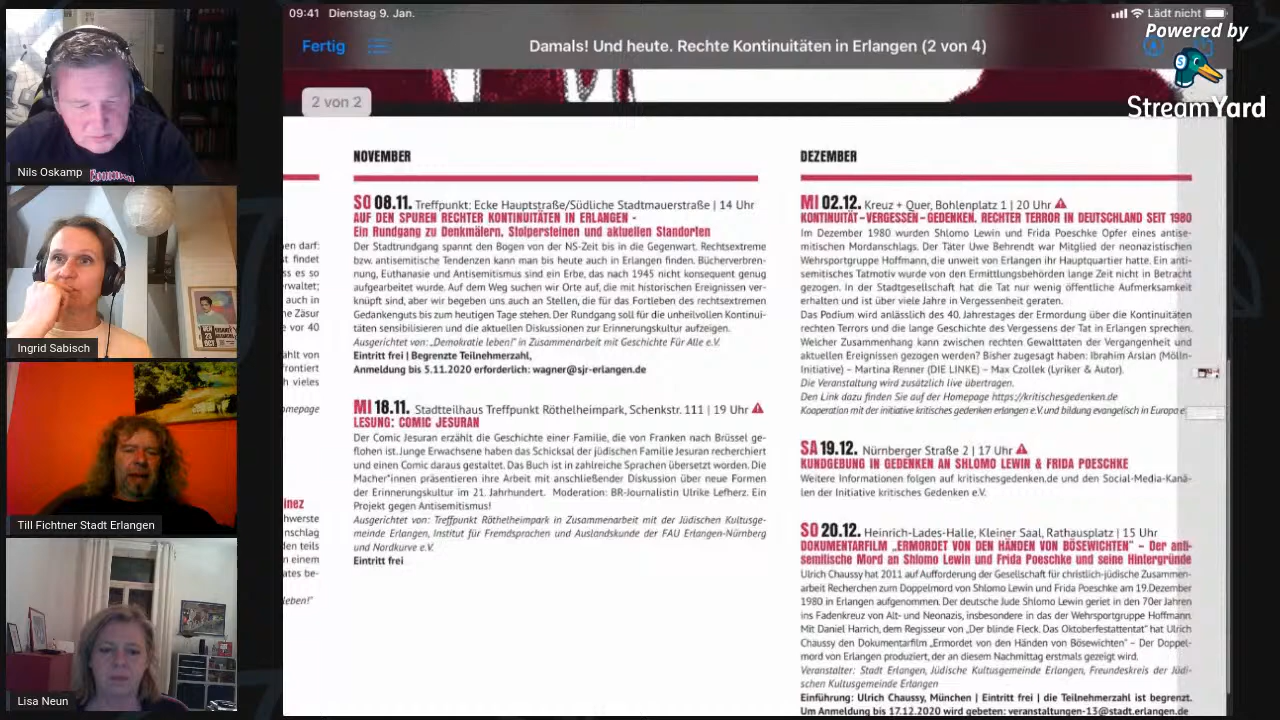 09:41 Dienstag 9. Jan.
Lädt nicht
Powered by
StreamYard
Fertig
Damals! Und heute. Rechte Kontinuitäten in Erlangen (2 von 4)
2 von 2
Nils Oskamp
Ingrid Sabisch
Till Fichtner Stadt Erlangen
Lisa Neun
en darf:
t findet
ss es so
rwaltet;
auch in
he Zäsur
e vor 40
ählt von
rontiert
h vieles
omepage
inez
hwerste
nschlag
den teils
n einem
ates be-
leben!"
NOVEMBER
SO 08.11. Treffpunkt: Ecke Hauptstraße/Südliche Stadtmauerstraße | 14 Uhr
AUF DEN SPUREN RECHTER KONTINUITÄTEN IN ERLANGEN -
Ein Rundgang zu Denkmälern, Stolpersteinen und aktuellen Standorten
Der Stadtrundgang spannt den Bogen von der NS-Zeit bis in die Gegenwart. Rechtsextreme
bzw. antisemitische Tendenzen kann man bis heute auch in Erlangen finden. Bücherverbren-
nung, Euthanasie und Antisemitismus sind ein Erbe, das nach 1945 nicht konsequent genug
aufgearbeitet wurde. Auf dem Weg suchen wir Orte auf, die mit historischen Ereignissen ver-
knüpft sind, aber wir begeben uns auch an Stellen, die für das Fortleben des rechtsextremen
Gedankenguts bis zum heutigen Tage stehen. Der Rundgang soll für die unheilvollen Kontinui-
täten sensibilisieren und die aktuellen Diskussionen zur Erinnerungskultur aufzeigen.
Ausgerichtet von: „Demokratie leben!" in Zusammenarbeit mit Geschichte Für Alle e.V.
Eintritt frei | Begrenzte Teilnehmerzahl,
Anmeldung bis 5.11.2020 erforderlich: wagner@sjr-erlangen.de
MI 18.11. Stadtteilhaus Treffpunkt Röthelheimpark, Schenkstr. 111 | 19 Uhr
LESUNG: COMIC JESURAN
Der Comic Jesuran erzählt die Geschichte einer Familie, die von Franken nach Brüssel ge-
flohen ist. Junge Erwachsene haben das Schicksal der jüdischen Familie Jesuran recherchiert
und einen Comic daraus gestaltet. Das Buch ist in zahlreiche Sprachen übersetzt worden. Die
Macher*innen präsentieren ihre Arbeit mit anschließender Diskussion über neue Formen
der Erinnerungskultur im 21. Jahrhundert. Moderation: BR-Journalistin Ulrike Lefherz. Ein
Projekt gegen Antisemitismus!
Ausgerichtet von: Treffpunkt Röthelheimpark in Zusammenarbeit mit der Jüdischen Kultusge-
meinde Erlangen, Institut für Fremdsprachen und Auslandskunde der FAU Erlangen-Nürnberg
und Nordkurve e.V.
Eintritt frei
DEZEMBER
MI 02.12. Kreuz + Quer, Bohlenplatz 1 | 20 Uhr
KONTINUITÄT – VERGESSEN – GEDENKEN. RECHTER TERROR IN DEUTSCHLAND SEIT 1980
Im Dezember 1980 wurden Shlomo Lewin und Frida Poeschke Opfer eines antise-
mitischen Mordanschlags. Der Täter Uwe Behrendt war Mitglied der neonazistischen
Wehrsportgruppe Hoffmann, die unweit von Erlangen ihr Hauptquartier hatte. Ein anti-
semitisches Tatmotiv wurde von den Ermittlungsbehörden lange Zeit nicht in Betracht
gezogen. In der Stadtgesellschaft hat die Tat nur wenig öffentliche Aufmerksamkeit
erhalten und ist über viele Jahre in Vergessenheit geraten.
Das Podium wird anlässlich des 40. Jahrestages der Ermordung über die Kontinuitäten
rechten Terrors und die lange Geschichte des Vergessens der Tat in Erlangen sprechen.
Welcher Zusammenhang kann zwischen rechten Gewalttaten der Vergangenheit und
aktuellen Ereignissen gezogen werden? Bisher zugesagt haben: Ibrahim Arslan (Mölln-
Initiative) – Martina Renner (DIE LINKE) – Max Czollek (Lyriker & Autor).
Die Veranstaltung wird zusätzlich live übertragen.
Den Link dazu finden Sie auf der Homepage https://kritischesgedenken.de
Kooperation mit der initiative kritisches gedenken erlangen e.V. und bildung evangelisch in Europa e.
SA 19.12. Nürnberger Straße 2 | 17 Uhr
KUNDGEBUNG IN GEDENKEN AN SHLOMO LEWIN & FRIDA POESCHKE
Weitere Informationen folgen auf kritischesgedenken.de und den Social-Media-Kanä-
len der Initiative kritisches Gedenken e.V.
SO 20.12. Heinrich-Lades-Halle, Kleiner Saal, Rathausplatz | 15 Uhr
DOKUMENTARFILM „ERMORDET VON DEN HÄNDEN VON BÖSEWICHTEN" – Der anti-
semitische Mord an Shlomo Lewin und Frida Poeschke und seine Hintergründe
Ulrich Chaussy hat 2011 auf Aufforderung der Gesellschaft für christlich-jüdische Zusammen-
arbeit Recherchen zum Doppelmord von Shlomo Lewin und Frida Poeschke am 19.Dezember
1980 in Erlangen aufgenommen. Der deutsche Jude Shlomo Lewin geriet in den 70er Jahren
ins Fadenkreuz von Alt- und Neonazis, insbesondere in das der Wehrsportgruppe Hoffmann.
Mit Daniel Harrich, dem Regisseur von „Der blinde Fleck. Das Oktoberfestattentat" hat Ulrich
Chaussy den Dokumentarfilm „Ermordet von den Händen von Bösewichten" – Der Doppel-
mord von Erlangen produziert, der an diesem Nachmittag erstmals gezeigt wird.
Veranstalter: Stadt Erlangen, Jüdische Kultusgemeinde Erlangen, Freundeskreis der Jüdi-
schen Kultusgemeinde Erlangen
Einführung: Ulrich Chaussy, München | Eintritt frei | die Teilnehmerzahl ist begrenzt.
Um Anmeldung bis 17.12.2020 wird gebeten: veranstaltungen-13@stadt.erlangen.de